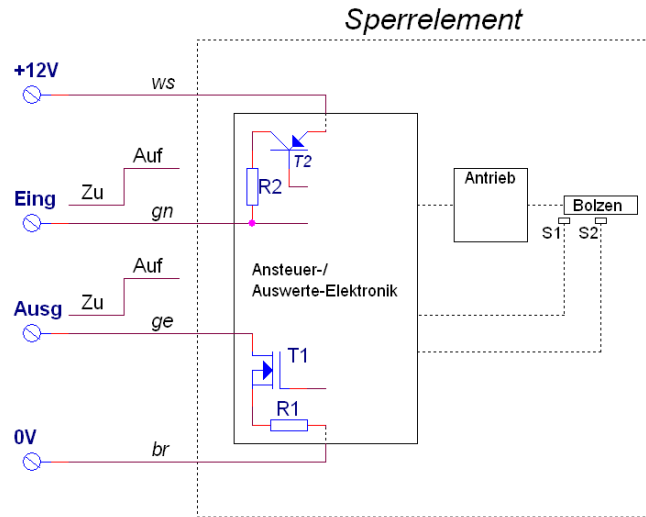 Sperrelement
+12V
ws
T2
Auf
Zu
Eing
gn
R2
Antrieb
Bolzen
S1
S2
Auf
Zu
Ansteuer-/
Auswerte-Elektronik
Ausg
ge
T1
R1
0V
br